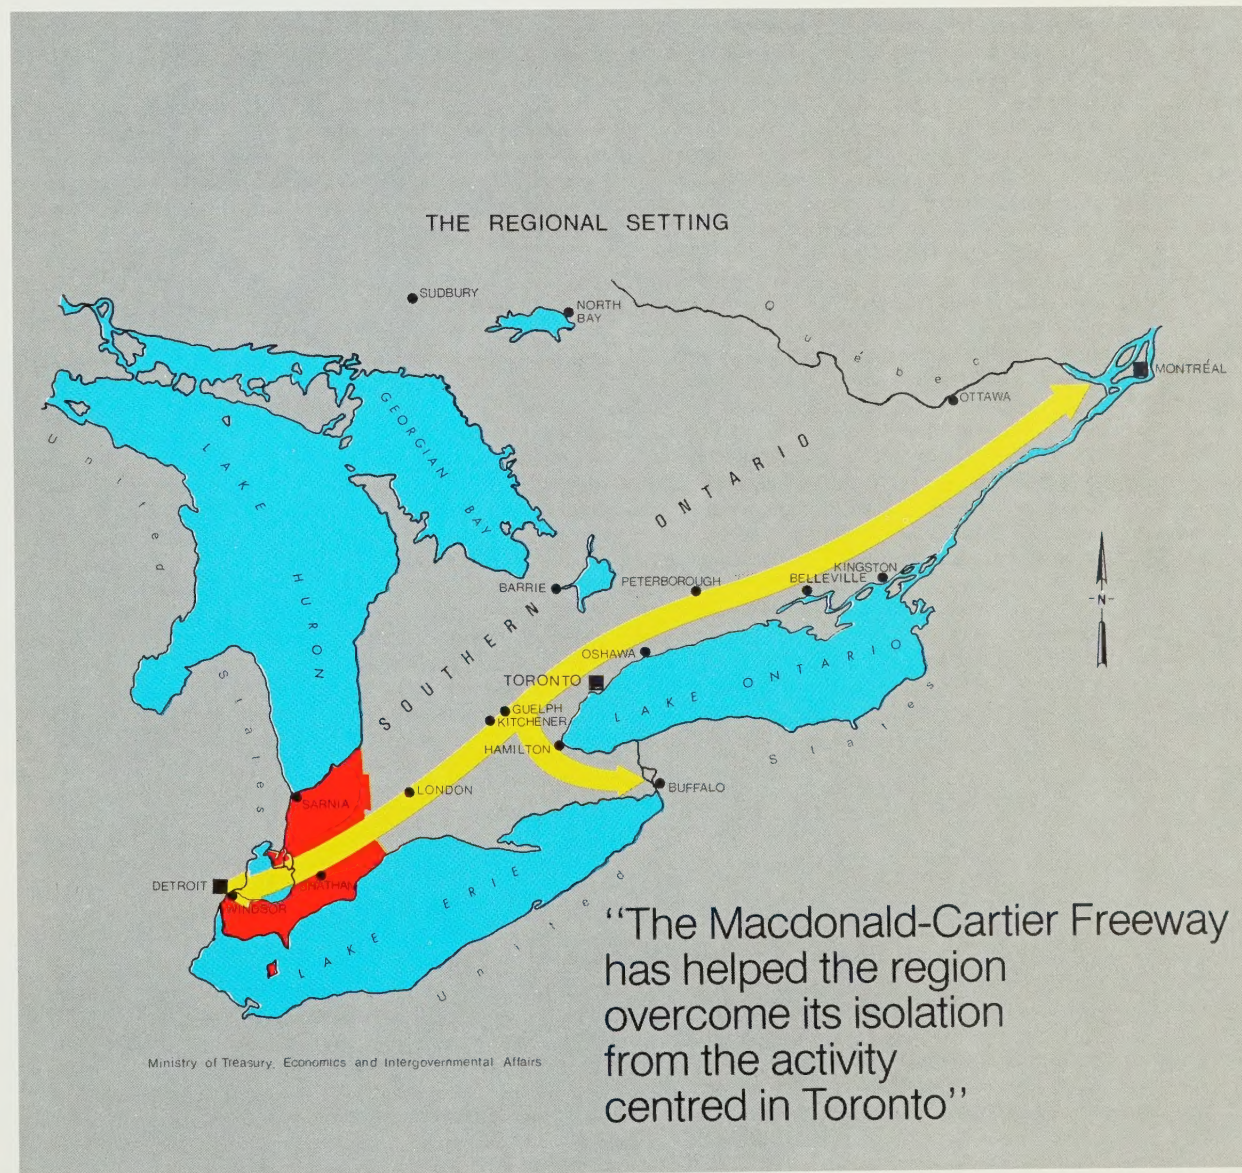 THE REGIONAL SETTING
SUDBURY
NORTH
BAY
Québec
MONTRÉAL
OTTAWA
GEORGIAN BAY
LAKE HURON
United States
SOUTHERN ONTARIO
BARRIE
PETERBOROUGH
BELLEVILLE
KINGSTON
-N-
OSHAWA
TORONTO
LAKE ONTARIO
GUELPH
KITCHENER
HAMILTON
BUFFALO
LONDON
SARNIA
DETROIT
WINDSOR
CHATHAM
LAKE ERIE
United States
"The Macdonald-Cartier Freeway
has helped the region
overcome its isolation
from the activity
centred in Toronto"
Ministry of Treasury, Economics and Intergovernmental Affairs